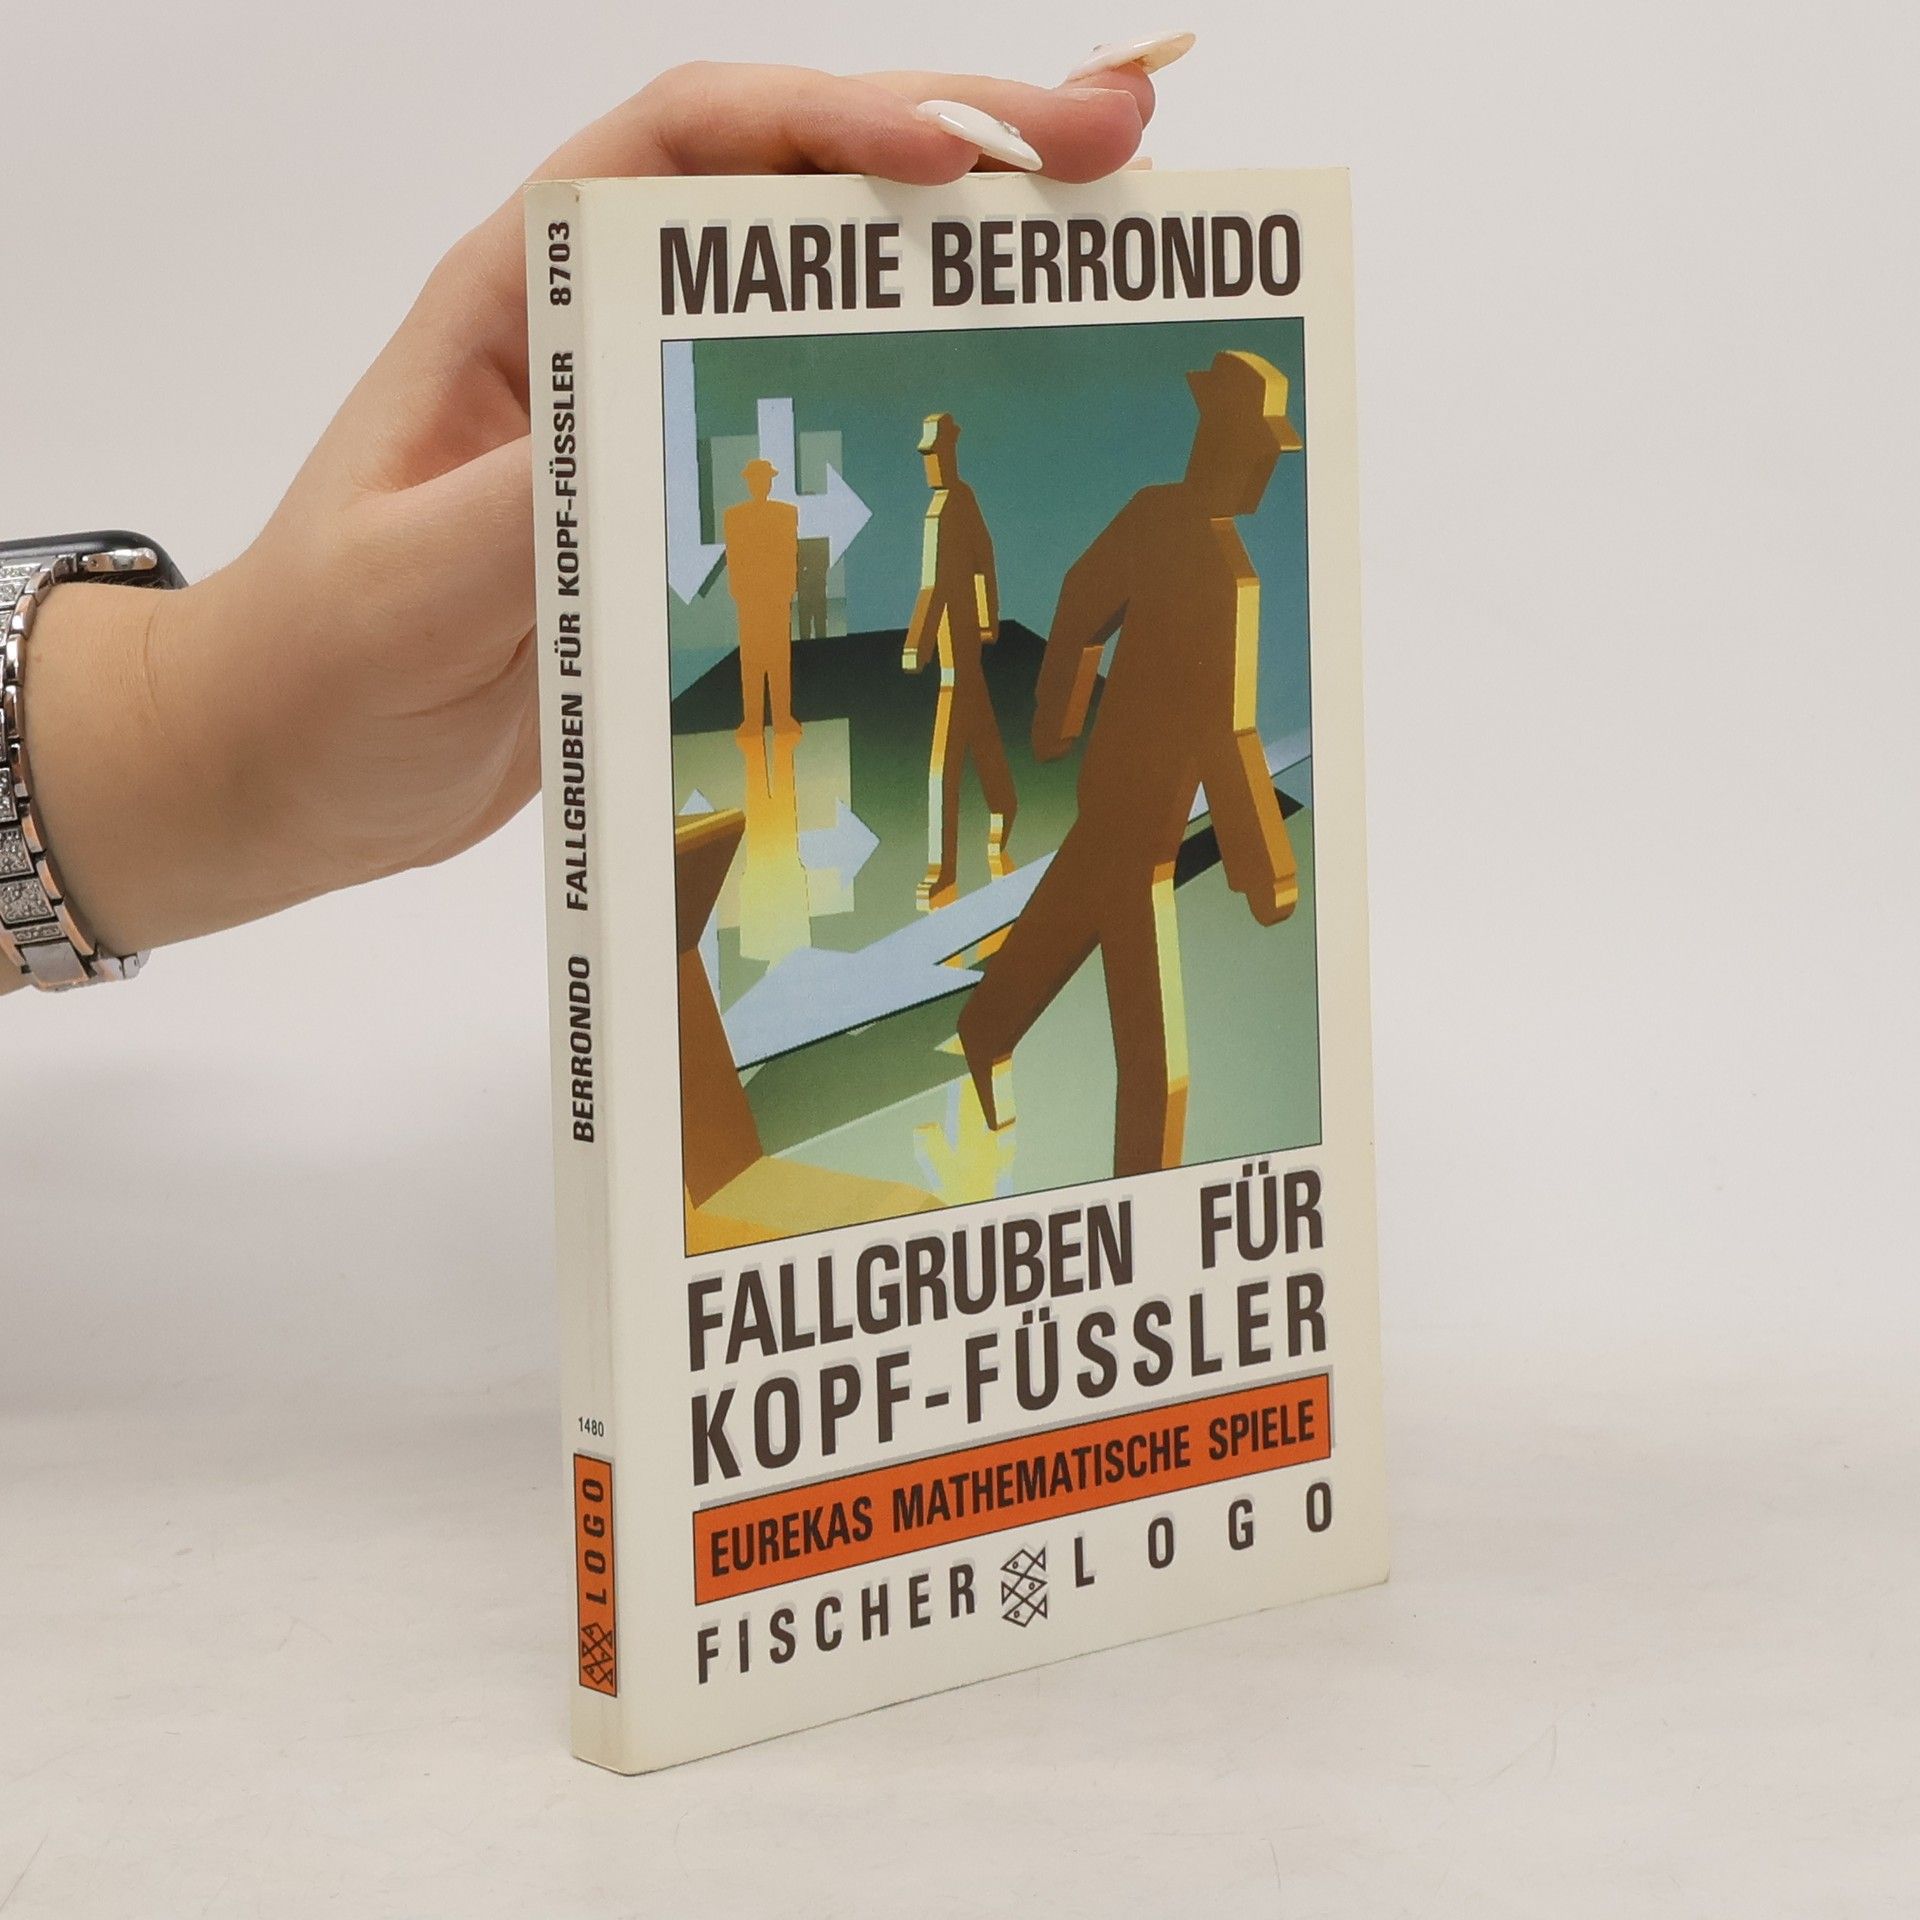 MARIE BERRONDO
FALLGRUBEN FÜR
KOPF-FÜSSLER
EUREKAS MATHEMATISCHE SPIELE
FISCHER LOGO
BERRONDO FALLGRUBEN FÜR KOPF-FÜSSLER 8703
1480
LOGO